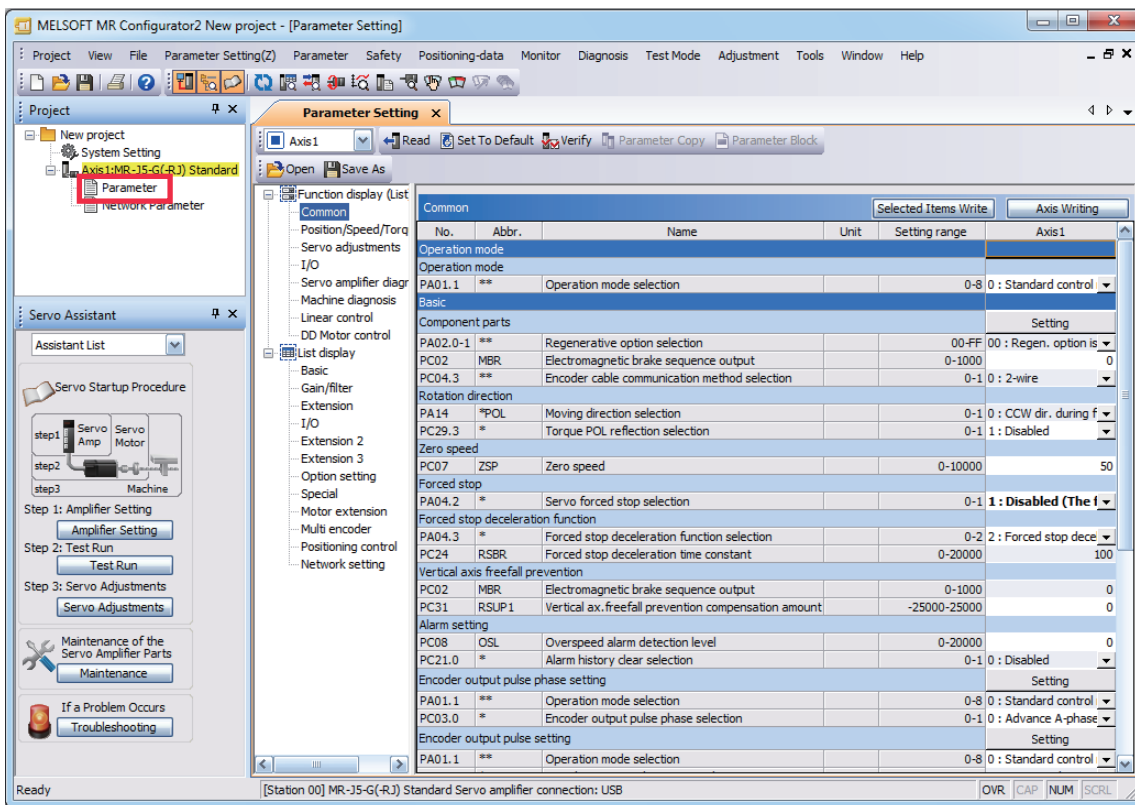 MELSOFT MR Configurator2 New project - [Parameter Setting]
Project View File Parameter Setting(Z) Parameter Safety Positioning-data Monitor Diagnosis Test Mode Adjustment Tools Window Help
Project
New project
System Setting
Axis1:MR-J5-G(-RJ) Standard
Parameter
Network Parameter
Servo Assistant
Assistant List
Servo Startup Procedure
step1 Servo Amp Servo Motor
step2
step3 Machine
Step 1: Amplifier Setting
Amplifier Setting
Step 2: Test Run
Test Run
Step 3: Servo Adjustments
Servo Adjustments
Maintenance of the
Servo Amplifier Parts
Maintenance
If a Problem Occurs
Troubleshooting
Parameter Setting
Axis1 Read Set To Default Verify Parameter Copy Parameter Block
Open Save As
Function display (List
Common
Position/Speed/Torq
Servo adjustments
I/O
Servo amplifier diagr
Machine diagnosis
Linear control
DD Motor control
List display
Basic
Gain/filter
Extension
I/O
Extension 2
Extension 3
Option setting
Special
Motor extension
Multi encoder
Positioning control
Network setting
Common Selected Items Write Axis Writing
No. Abbr. Name Unit Setting range Axis1
Operation mode
Operation mode
PA01.1 ** Operation mode selection 0-8 0 : Standard control
Basic
Component parts Setting
PA02.0-1 ** Regenerative option selection 00-FF 00 : Regen. option is
PC02 MBR Electromagnetic brake sequence output 0-1000 0
PC04.3 ** Encoder cable communication method selection 0-1 0 : 2-wire
Rotation direction
PA14 *POL Moving direction selection 0-1 0 : CCW dir. during f
PC29.3 * Torque POL reflection selection 0-1 1 : Disabled
Zero speed
PC07 ZSP Zero speed 0-10000 50
Forced stop
PA04.2 * Servo forced stop selection 0-1 1 : Disabled (The f
Forced stop deceleration function
PA04.3 * Forced stop deceleration function selection 0-2 2 : Forced stop dece
PC24 RSBR Forced stop deceleration time constant 0-20000 100
Vertical axis freefall prevention
PC02 MBR Electromagnetic brake sequence output 0-1000 0
PC31 RSUP1 Vertical ax.freefall prevention compensation amount -25000-25000 0
Alarm setting
PC08 OSL Overspeed alarm detection level 0-20000 0
PC21.0 * Alarm history clear selection 0-1 0 : Disabled
Encoder output pulse phase setting Setting
PA01.1 ** Operation mode selection 0-8 0 : Standard control
PC03.0 * Encoder output pulse phase selection 0-1 0 : Advance A-phase
Encoder output pulse setting Setting
PA01.1 ** Operation mode selection 0-8 0 : Standard control
Ready [Station 00] MR-J5-G(-RJ) Standard Servo amplifier connection: USB OVR CAP NUM SCRL